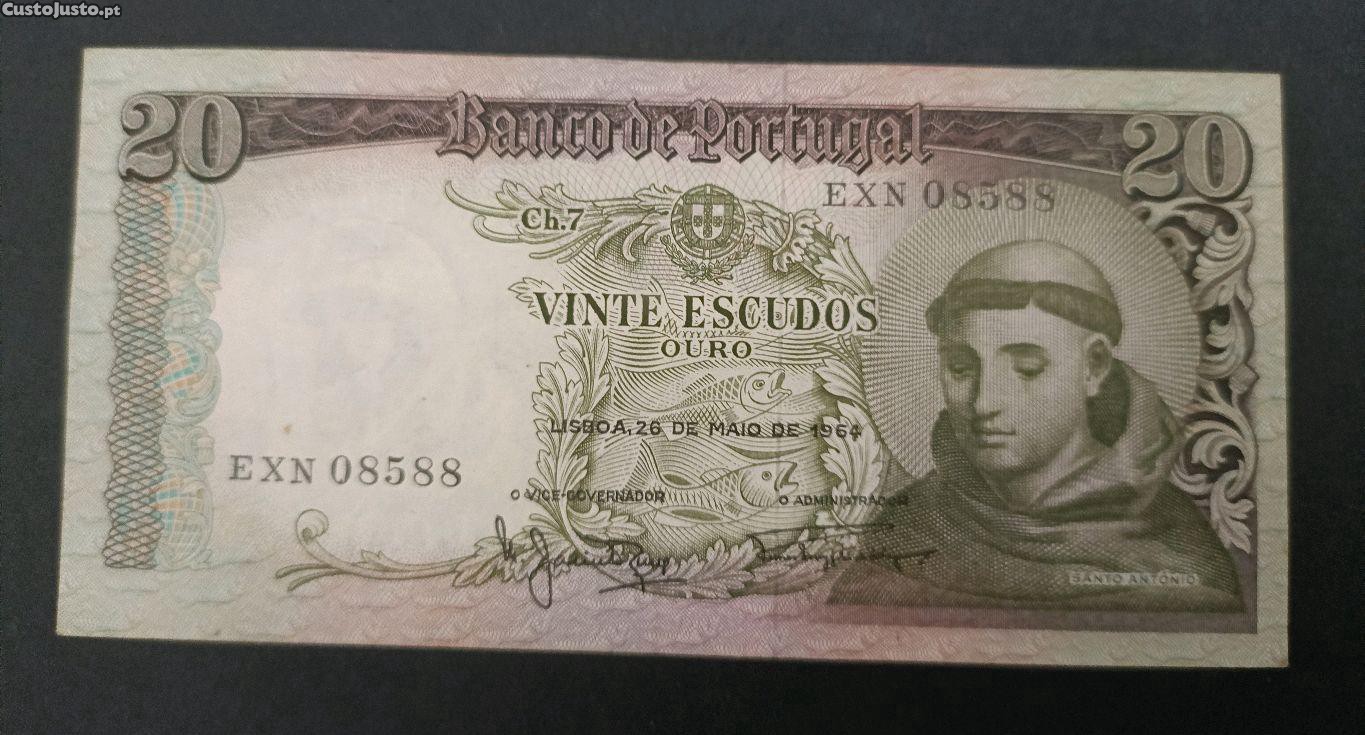 CustoJusto.pt
20 Banco de Portugal 20
EXN 08588
Ch.7
VINTE ESCUDOS
OURO
LISBOA, 26 DE MAIO DE 1964
EXN 08588
O VICE-GOVERNADOR O ADMINISTRADOR
SANTO ANTÓNIO